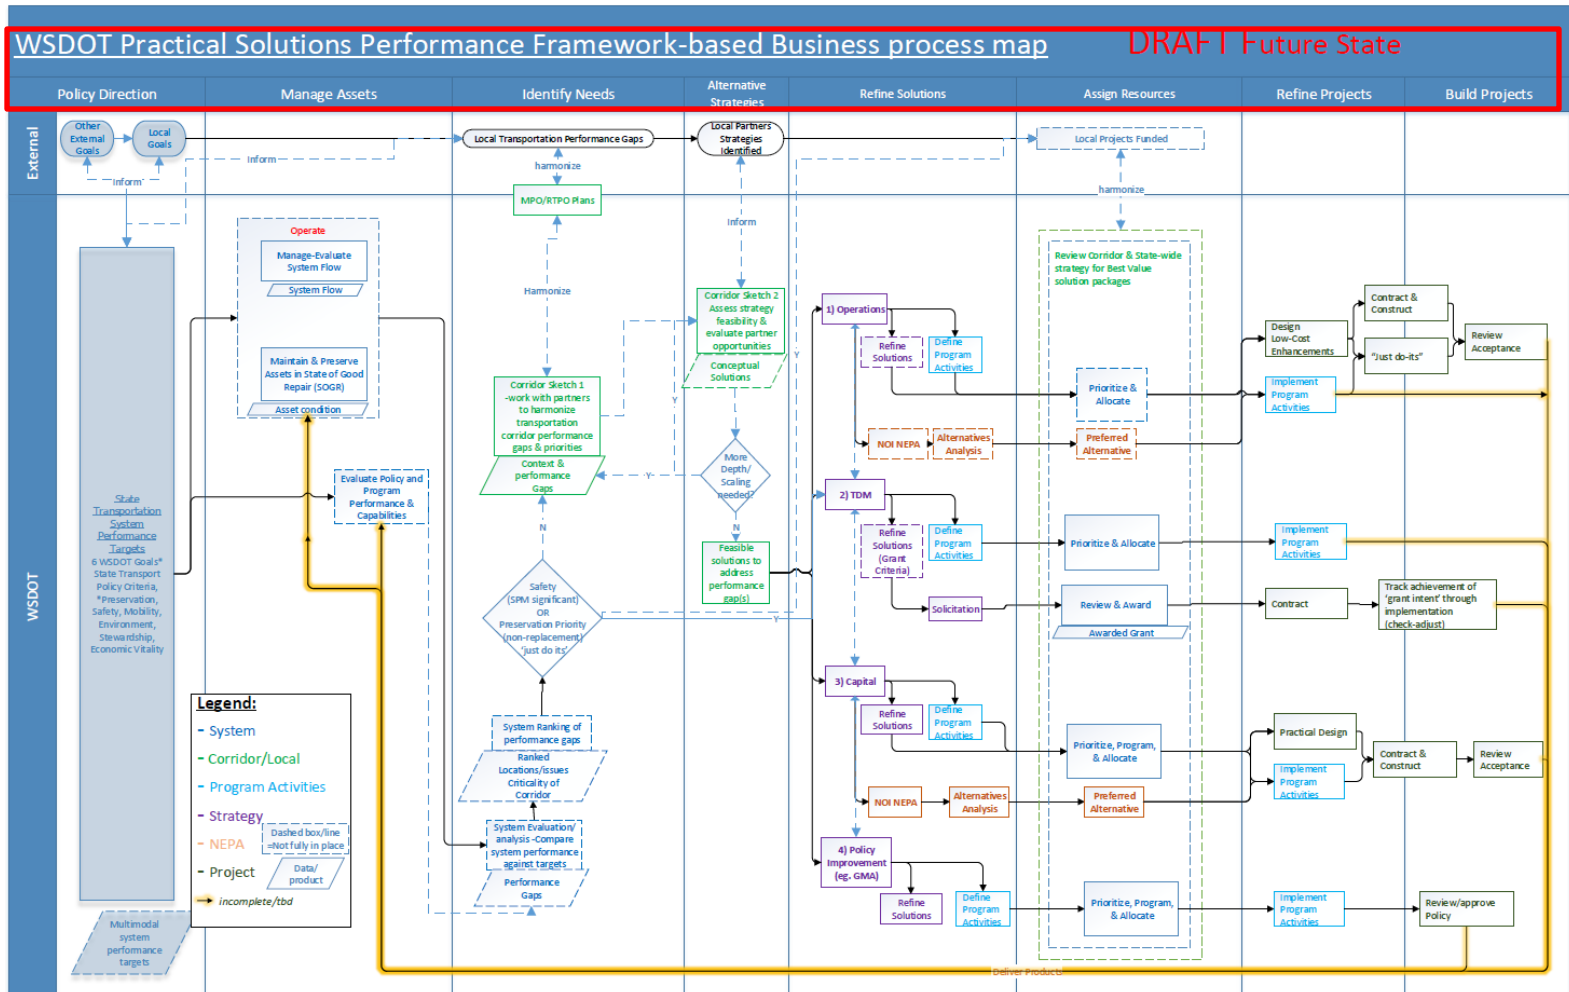 WSDOT Practical Solutions Performance Framework-based Business process map
DRAFT Future State
Policy Direction
Manage Assets
Identify Needs
Alternative
Strategies
Refine Solutions
Assign Resources
Refine Projects
Build Projects
External
Other
External
Goals
Local
Goals
Inform
Inform
Local Transportation Performance Gaps
Local Partners
Strategies
Identified
Local Projects Funded
harmonize
harmonize
MPO/RTPO Plans
Inform
Harmonize
WSDOT
State
Transportation
System
Performance
Targets
6 WSDOT Goals*
State Transport
Policy Criteria,
*Preservation,
Safety, Mobility,
Environment,
Stewardship,
Economic Vitality
Multimodal
system
performance
targets
Operate
Manage-Evaluate
System Flow
System Flow
Maintain & Preserve
Assets in State of Good
Repair (SOGR)
Asset condition
Evaluate Policy and
Program
Performance &
Capabilities
Corridor Sketch 1
-work with partners
to harmonize
transportation
corridor performance
gaps & priorities
Context &
performance
Gaps
N
Safety
(SPM significant)
OR
Preservation Priority
(non-replacement)
'just do its'
System Ranking of
performance gaps
Ranked
Locations/issues
Criticality of
Corridor
System Evaluation/
analysis -Compare
system performance
against targets
Performance
Gaps
Corridor Sketch 2
Assess strategy
feasibility &
evaluate partner
opportunities
Conceptual
Solutions
Y
Y
Y
Y
More
Depth/
Scaling
needed?
N
Feasible
solutions to
address
performance
gap(s)
1) Operations
Refine
Solutions
Define
Program
Activities
NOI NEPA
Alternatives
Analysis
Preferred
Alternative
Review Corridor & State-wide
strategy for Best Value
solution packages
Prioritize &
Allocate
Design
Low-Cost
Enhancements
Implement
Program
Activities
Contract &
Construct
"Just do-its"
Review
Acceptance
2) TDM
Refine
Solutions
(Grant
Criteria)
Define
Program
Activities
Prioritize & Allocate
Implement
Program
Activities
Solicitation
Review & Award
Awarded Grant
Contract
Track achievement of
'grant intent' through
implementation
(check-adjust)
3) Capital
Refine
Solutions
Define
Program
Activities
Prioritize, Program,
& Allocate
Practical Design
Implement
Program
Activities
Contract &
Construct
Review
Acceptance
NOI NEPA
Alternatives
Analysis
Preferred
Alternative
4) Policy
Improvement
(eg. GMA)
Refine
Solutions
Define
Program
Activities
Prioritize, Program,
& Allocate
Implement
Program
Activities
Review/approve
Policy
Deliver Products
Legend:
- System
- Corridor/Local
- Program Activities
- Strategy
- NEPA
- Project
incomplete/tbd
Dashed box/line
=Not fully in place
Data/
product